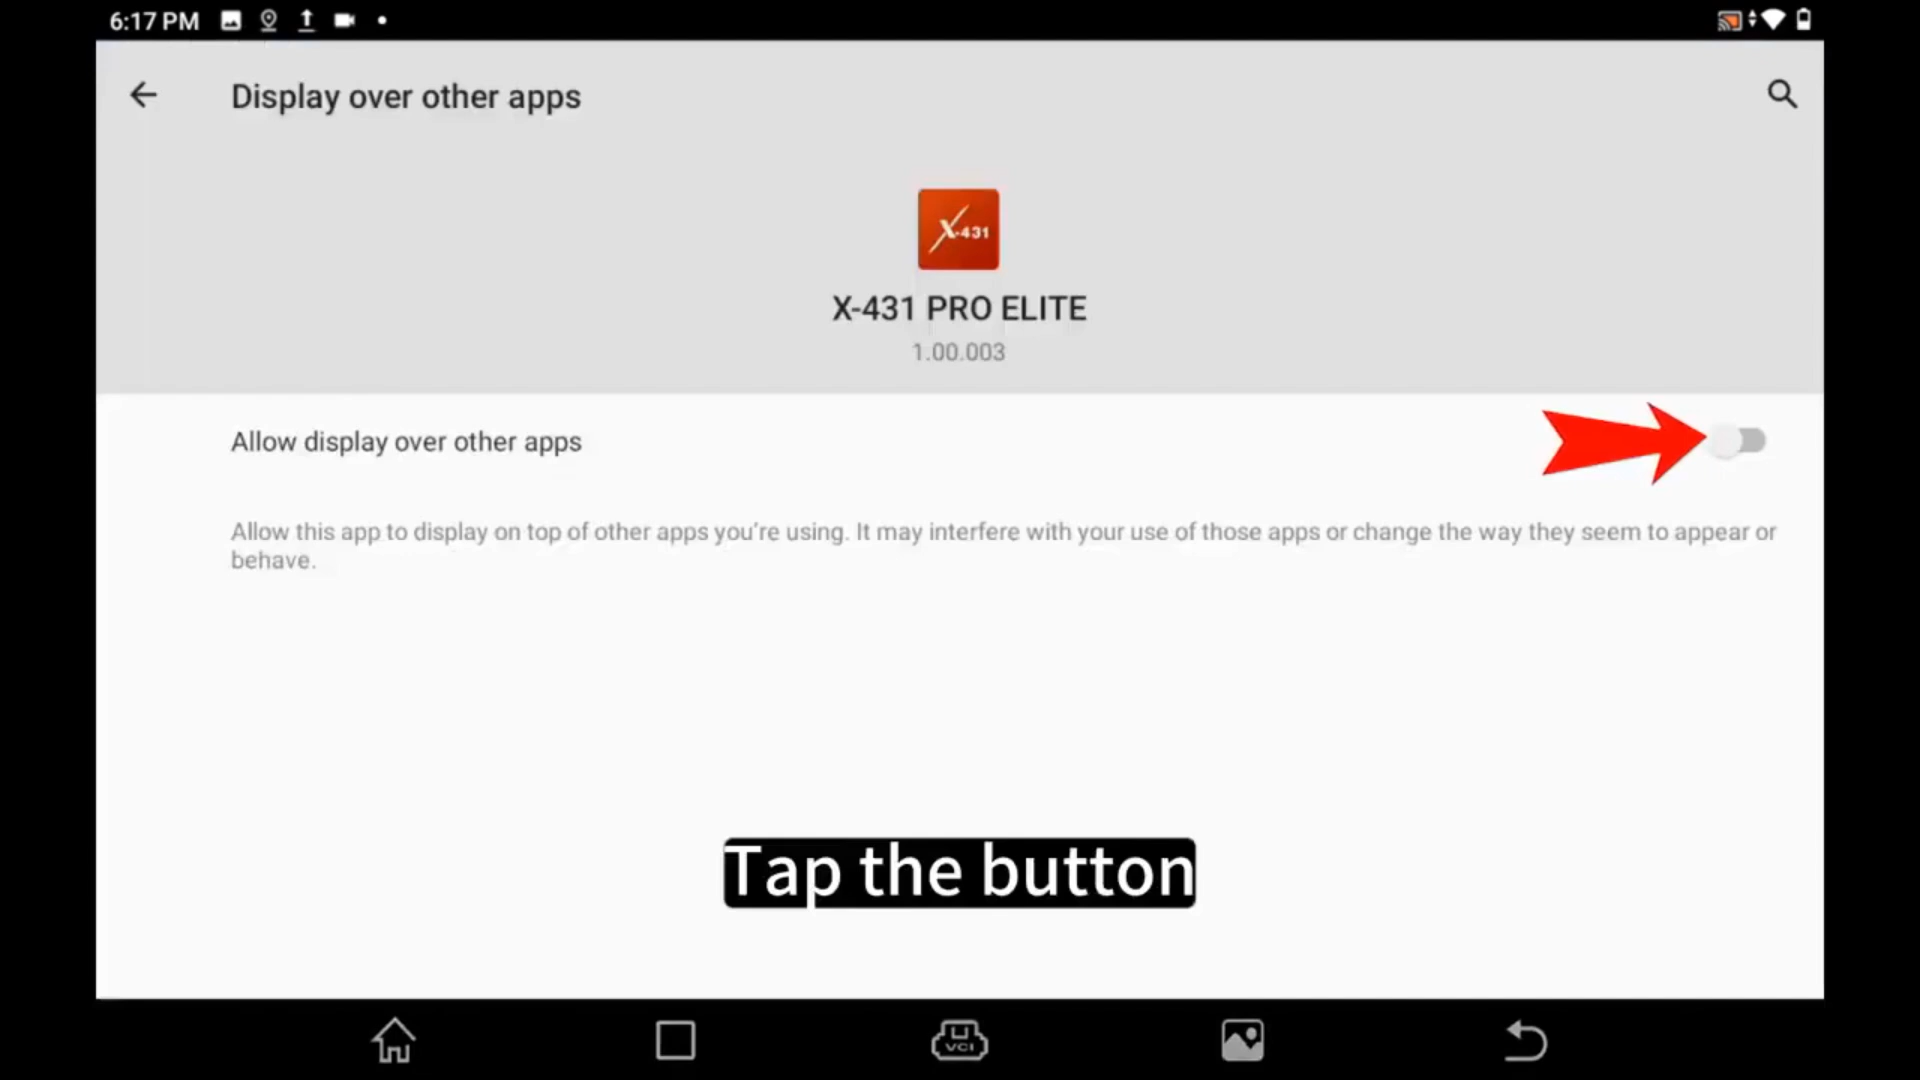 6:17 PM
Display over other apps
X-431
X-431 PRO ELITE
1.00.003
Allow display over other apps
Allow this app to display on top of other apps you're using. It may interfere with your use of those apps or change the way they seem to appear or
behave.
Tap the button
VCI